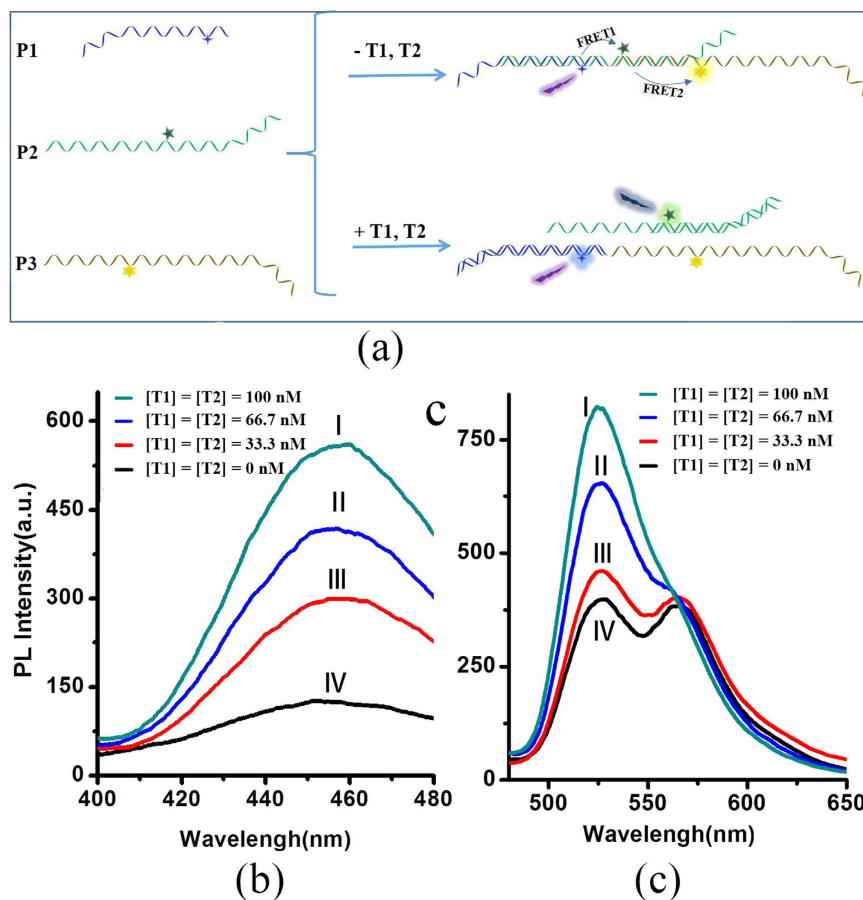 P1
P2
P3
- T1, T2
+ T1, T2
FRET1
FRET2
(a)
[T1] = [T2] = 100 nM
[T1] = [T2] = 66.7 nM
[T1] = [T2] = 33.3 nM
[T1] = [T2] = 0 nM
I
II
III
IV
600
450
300
150
0
PL Intensity(a.u.)
400 420 440 460 480
Wavelengh(nm)
(b)
c
[T1] = [T2] = 100 nM
[T1] = [T2] = 66.7 nM
[T1] = [T2] = 33.3 nM
[T1] = [T2] = 0 nM
I
II
III
IV
750
500
250
0
500 550 600 650
Wavelengh(nm)
(c)